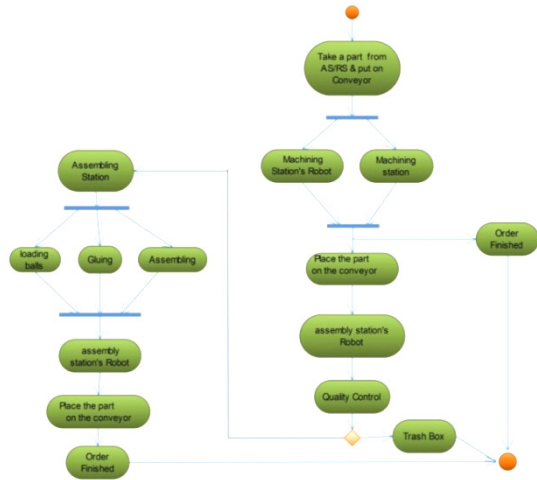 Take a part from
AS/RS & put on
Conveyor
Machining
Station's Robot
Machining
station
Assembling
Station
Order
Finished
loading
balls
Gluing
Assembling
Place the part
on the conveyor
assembly station's
Robot
assembly
station's Robot
Quality Control
Place the part
on the conveyor
Trash Box
Order
Finished